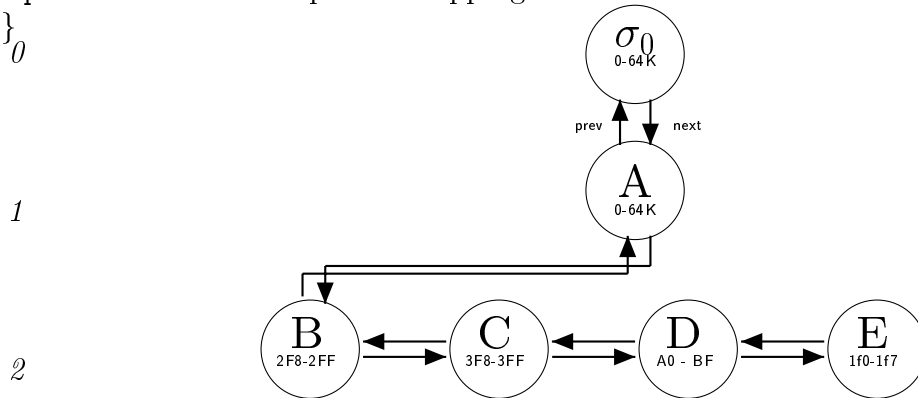 }
0
σ₀
0-64K
prev next
A
0-64K
1
B C D E
2F8-2FF 3F8-3FF A0 - BF 1f0-1f7
2